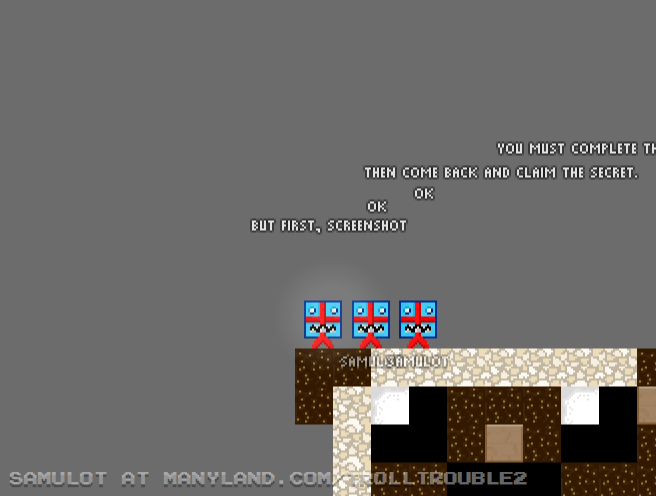 YOU MUST COMPLETE TH
THEN COME BACK AND CLAIM THE SECRET.
OK
OK
BUT FIRST, SCREENSHOT
SAMULOT
SAMULOT AT MANYLAND.COM/TROLLTROUBLE2